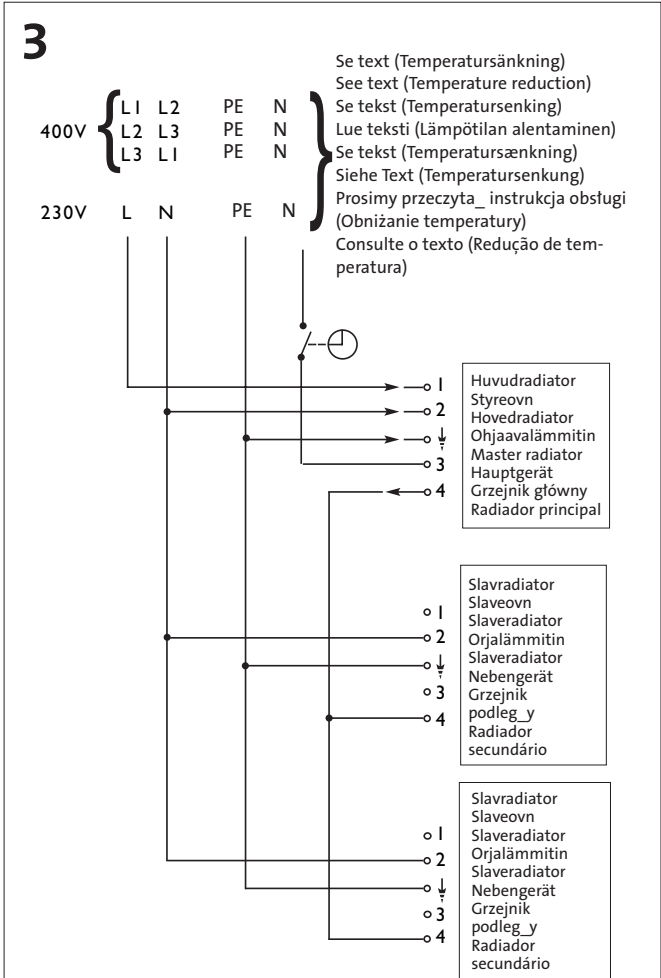 3
Se text (Temperatursänkning)
See text (Temperature reduction)
Se tekst (Temperatursenking)
Lue teksti (Lämpötilan alentaminen)
Se tekst (Temperatursænkning)
Siehe Text (Temperatursenkung)
Prosimy przeczyta_ instrukcja obsługi
(Obniżanie temperatury)
Consulte o texto (Redução de tem-
peratura)
400V { L1 L2 PE N }
L2 L3 PE N
L3 L1 PE N
230V L N PE N
1
2
3
4
Huvudradiator
Styreovn
Hovedradiator
Ohjaavalämmitin
Master radiator
Hauptgerät
Grzejnik główny
Radiador principal
1
2
3
4
Slavradiator
Slaveovn
Slaveradiator
Orjalämmitin
Slaveradiator
Nebengerät
Grzejnik
podleg_y
Radiador
secundário
1
2
3
4
Slavradiator
Slaveovn
Slaveradiator
Orjalämmitin
Slaveradiator
Nebengerät
Grzejnik
podleg_y
Radiador
secundário